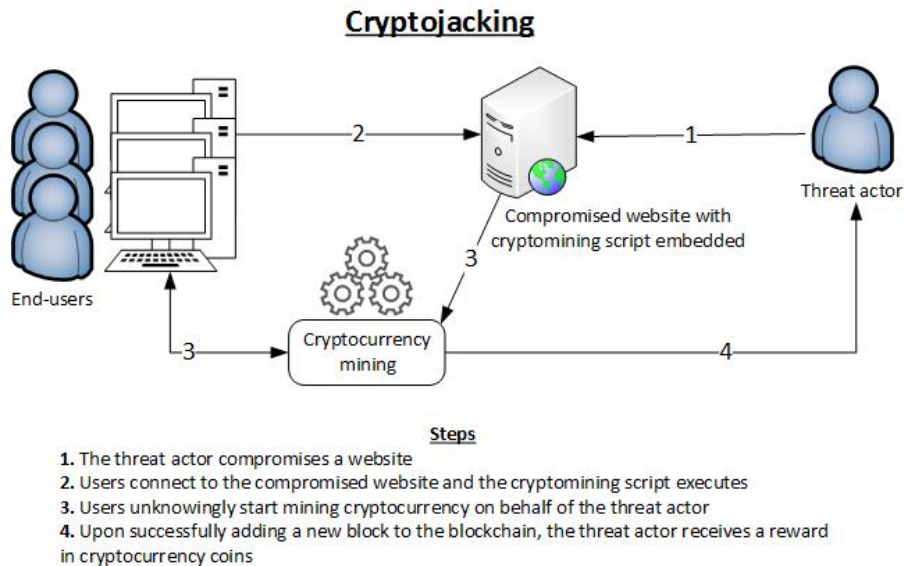 Cryptojacking
2
1
Threat actor
Compromised website with
cryptomining script embedded
3
End-users
Cryptocurrency
mining
3
4
Steps
1. The threat actor compromises a website
2. Users connect to the compromised website and the cryptomining script executes
3. Users unknowingly start mining cryptocurrency on behalf of the threat actor
4. Upon successfully adding a new block to the blockchain, the threat actor receives a reward
in cryptocurrency coins